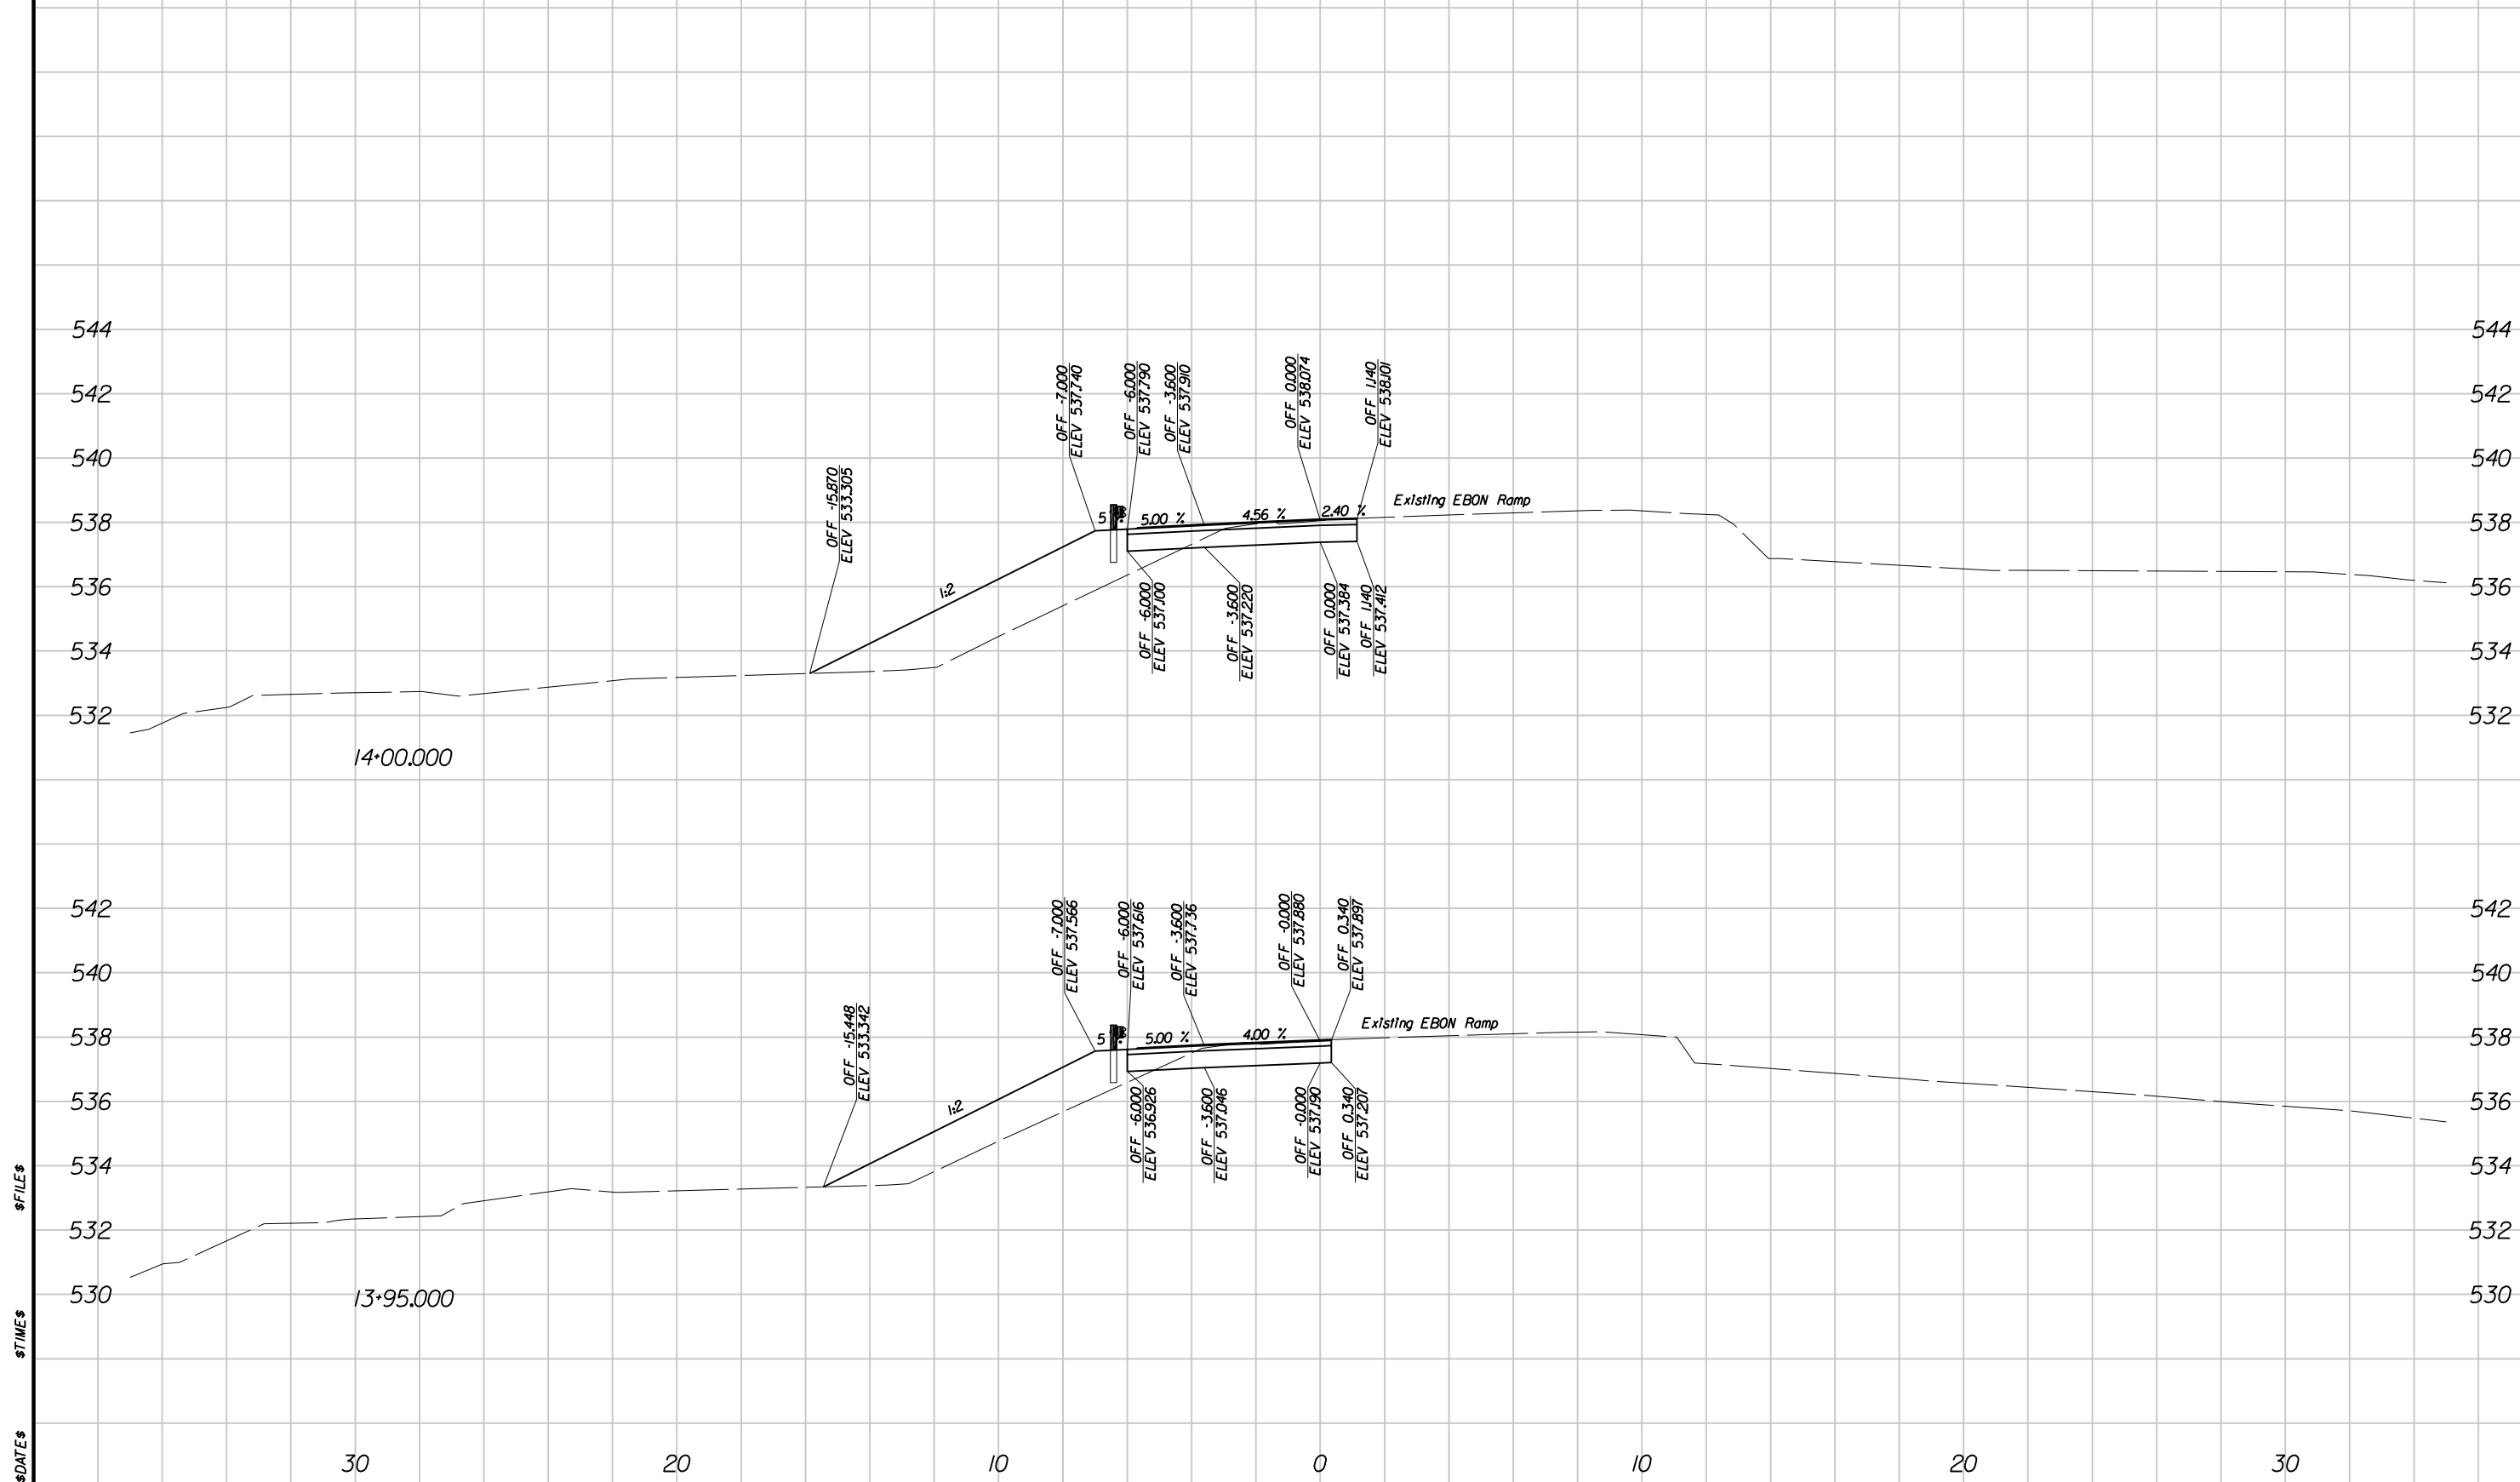 544 544
542 542
540 540
538 538
536 536
534 534
532 532
OFF -15.870
ELEV 533.305
OFF -7.000
ELEV 537.740
OFF -6.000
ELEV 537.790
OFF -3.600
ELEV 537.910
OFF 0.000
ELEV 538.074
OFF 1.140
ELEV 538.101
5
5.00 %
4.56 %
2.40 %
Existing EBON Ramp
1:2
OFF -6.000
ELEV 537.100
OFF -3.600
ELEV 537.220
OFF 0.000
ELEV 537.384
OFF 1.140
ELEV 537.412
14+00.000
542 542
540 540
538 538
536 536
534 534
532 532
530 530
OFF -15.448
ELEV 533.342
OFF -7.000
ELEV 537.566
OFF -6.000
ELEV 537.616
OFF -3.600
ELEV 537.736
OFF -0.000
ELEV 537.880
OFF 0.340
ELEV 537.897
5
5.00 %
4.00 %
Existing EBON Ramp
1:2
OFF -6.000
ELEV 536.926
OFF -3.600
ELEV 537.046
OFF -0.000
ELEV 537.190
OFF 0.340
ELEV 537.207
13+95.000
30 20 10 0 10 20 30
$FILE$
$TIME$
$DATE$